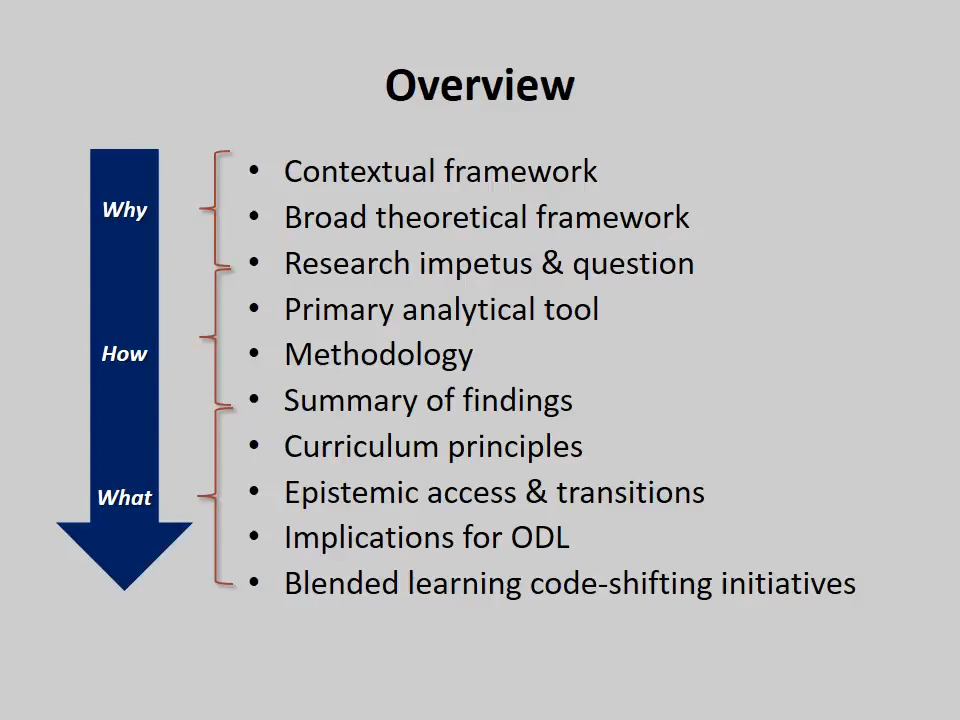 Overview
Why
• Contextual framework
• Broad theoretical framework
• Research impetus & question
How
• Primary analytical tool
• Methodology
• Summary of findings
What
• Curriculum principles
• Epistemic access & transitions
• Implications for ODL
• Blended learning code-shifting initiatives